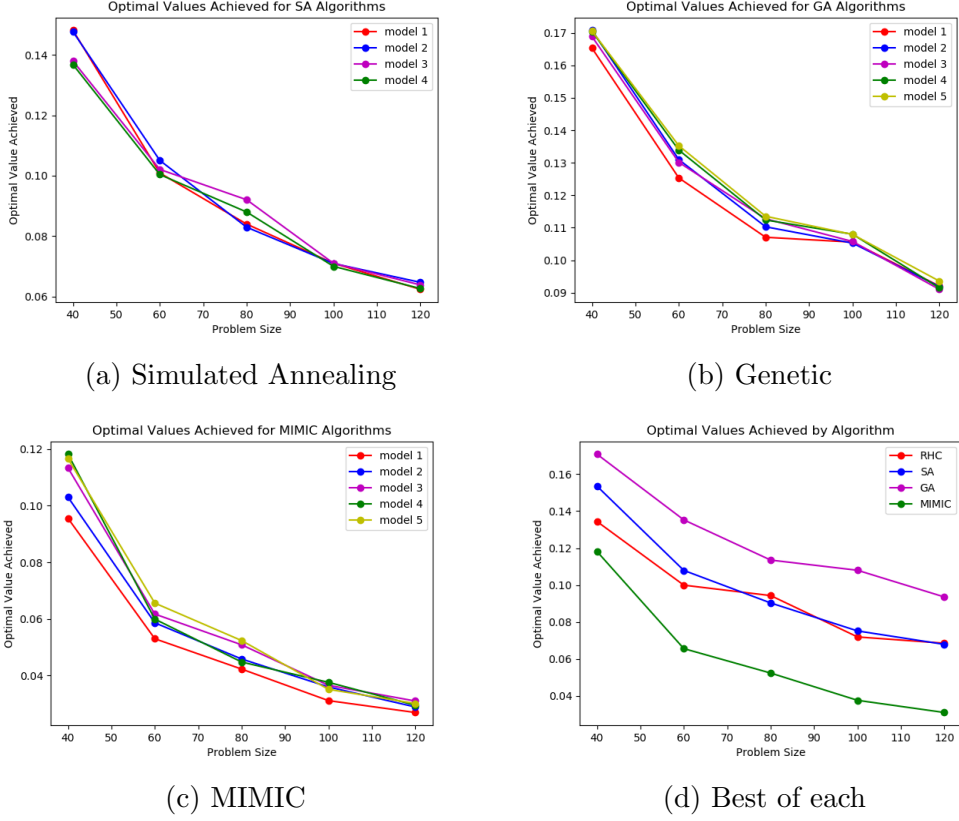 Optimal Values Achieved for SA Algorithms
model 1
model 2
model 3
model 4
0.14
0.12
0.10
0.08
0.06
Optimal Value Achieved
40 50 60 70 80 90 100 110 120
Problem Size
(a) Simulated Annealing
Optimal Values Achieved for GA Algorithms
model 1
model 2
model 3
model 4
model 5
0.17
0.16
0.15
0.14
0.13
0.12
0.11
0.10
0.09
Optimal Value Achieved
40 50 60 70 80 90 100 110 120
Problem Size
(b) Genetic
Optimal Values Achieved for MIMIC Algorithms
model 1
model 2
model 3
model 4
model 5
0.12
0.10
0.08
0.06
0.04
Optimal Value Achieved
40 50 60 70 80 90 100 110 120
Problem Size
(c) MIMIC
Optimal Values Achieved by Algorithm
RHC
SA
GA
MIMIC
0.16
0.14
0.12
0.10
0.08
0.06
0.04
Optimal Value Achieved
40 50 60 70 80 90 100 110 120
Problem Size
(d) Best of each